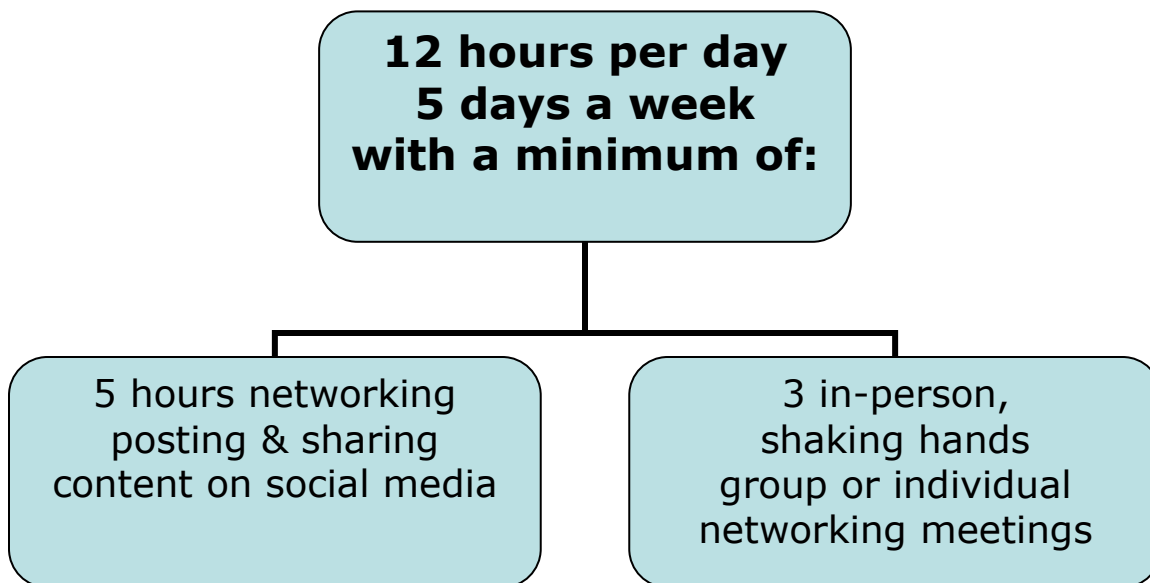 12 hours per day
5 days a week
with a minimum of:
5 hours networking
posting & sharing
content on social media
3 in-person,
shaking hands
group or individual
networking meetings